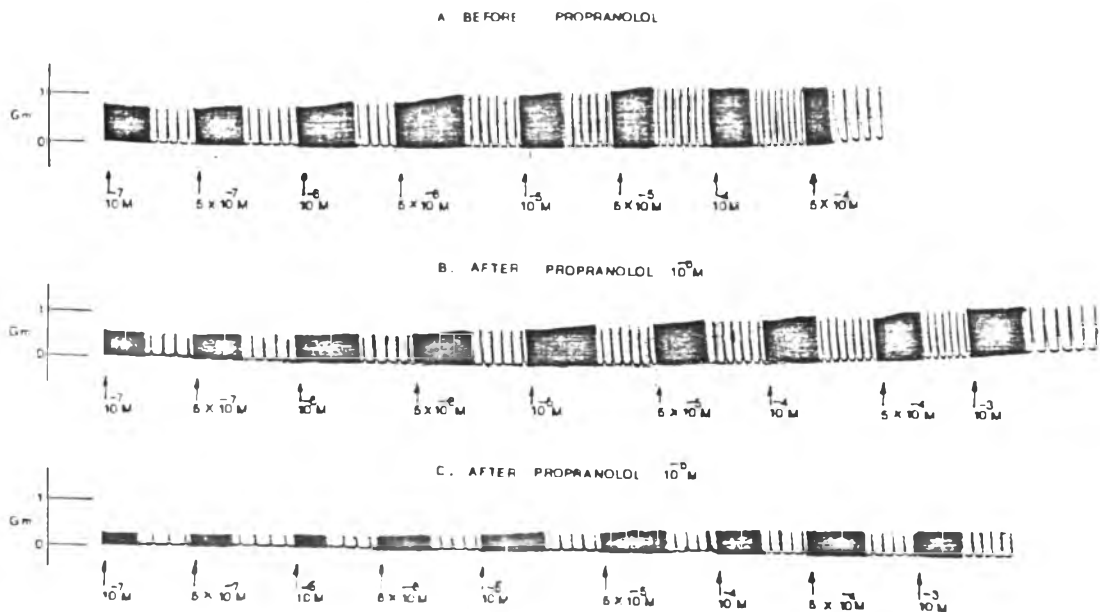 A BEFORE PROPRANOLOL
1
Gm
0
10⁻⁷M
5 X 10⁻⁷M
10⁻⁶M
5 X 10⁻⁶M
10⁻⁵M
5 X 10⁻⁵M
10⁻⁴M
5 X 10⁻⁴M
B. AFTER PROPRANOLOL
1
Gm
0
10⁻⁷M
5 X 10⁻⁷M
10⁻⁶M
5 X 10⁻⁶M
10⁻⁵M
5 X 10⁻⁵M
10⁻⁴M
5 X 10⁻⁴M
10⁻³M
C. AFTER PROPRANOLOL
1
Gm
0
10⁻⁷M
5 X 10⁻⁷M
10⁻⁶M
5 X 10⁻⁶M
10⁻⁵M
5 X 10⁻⁵M
10⁻⁴M
5 X 10⁻⁴M
10⁻³M